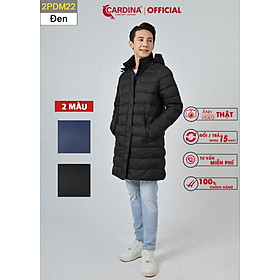 2PDM22
Đen
CARDINA
OFFICIAL
2 MÀU
THẬT
ĐỔI / TRẢ
15
TƯ VẤN
MIỄN PHÍ
100%
CHÍNH HÃNG